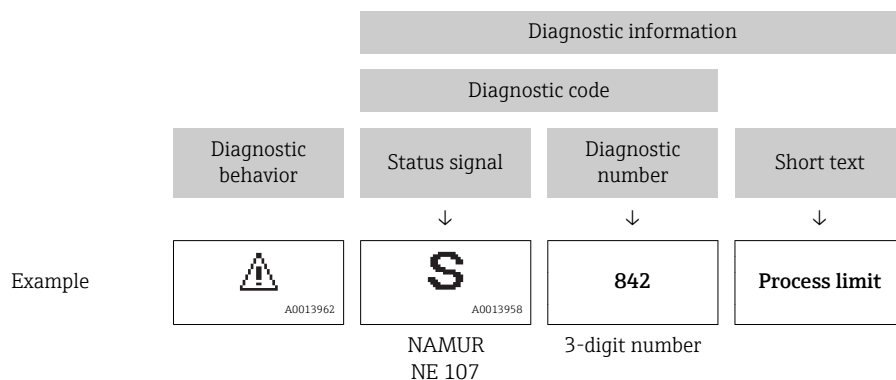 Diagnostic information
Diagnostic code
Diagnostic
behavior
Status signal
Diagnostic
number
Short text
Example
A0013962
S
A0013958
842
Process limit
NAMUR
NE 107
3-digit number